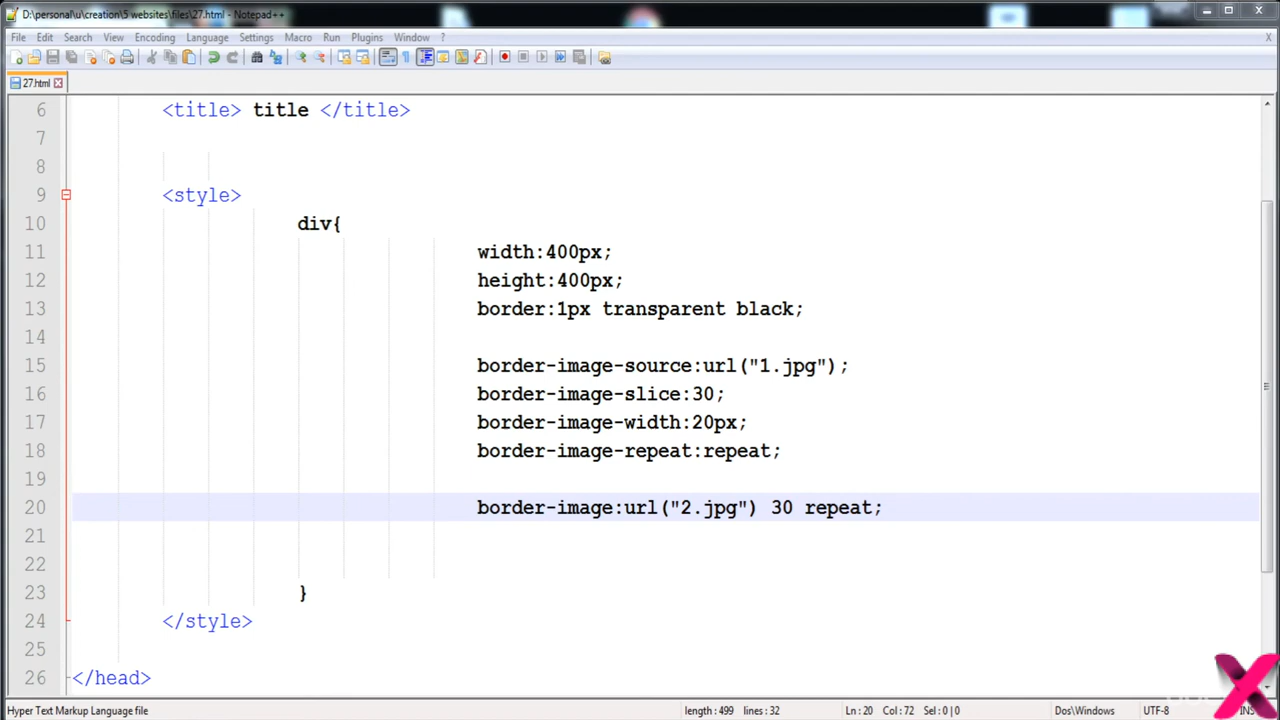 D:\personal\u\creation\5 websites\files\27.html - Notepad++
File Edit Search View Encoding Language Settings Macro Run Plugins Window ? X
27.html
6 <title> title </title>
7
8
9 <style>
10 div{
11 width:400px;
12 height:400px;
13 border:1px transparent black;
14
15 border-image-source:url("1.jpg");
16 border-image-slice:30;
17 border-image-width:20px;
18 border-image-repeat:repeat;
19
20 border-image:url("2.jpg") 30 repeat;
21
22
23 }
24 </style>
25
26 </head>
Hyper Text Markup Language file length : 499 lines : 32 Ln : 20 Col : 72 Sel : 0 | 0 Dos\Windows UTF-8 INS